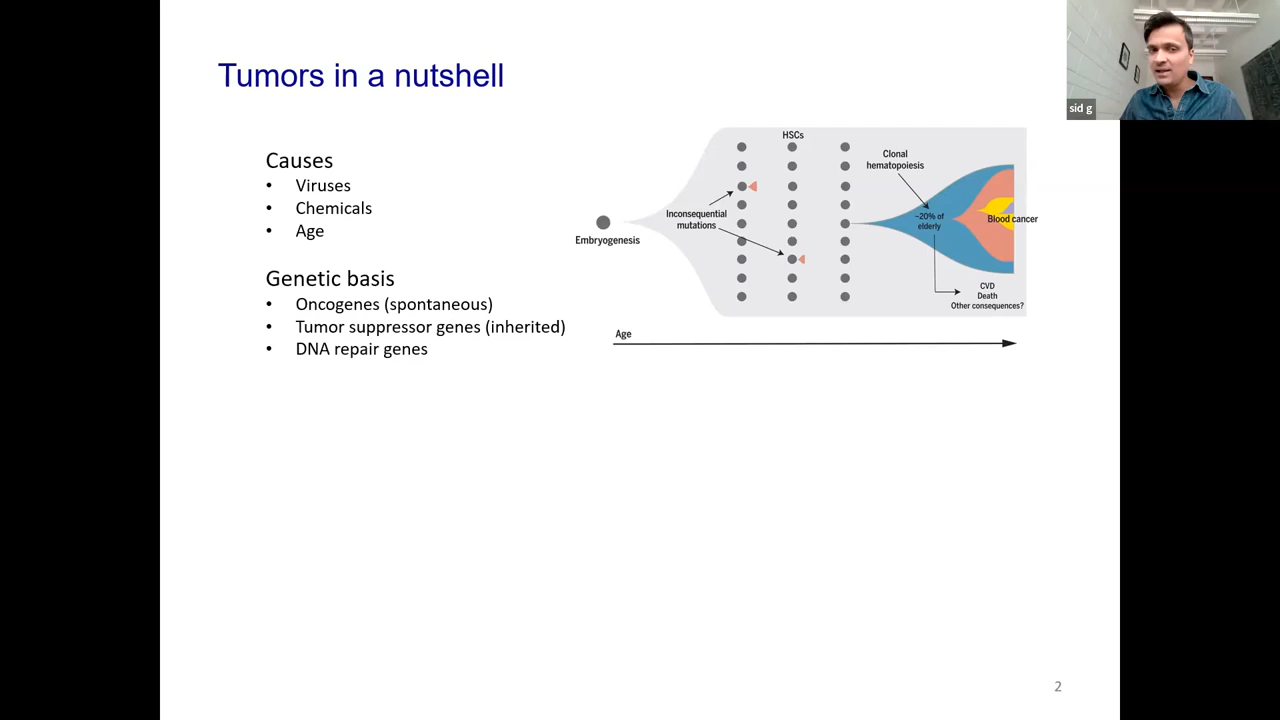 Tumors in a nutshell
sid g
Causes
• Viruses
• Chemicals
• Age
Genetic basis
• Oncogenes (spontaneous)
• Tumor suppressor genes (inherited)
• DNA repair genes
HSCs
Clonal
hematopoiesis
Inconsequential
mutations
Embryogenesis
~20% of
elderly
Blood cancer
CVD
Death
Other consequences?
Age
2